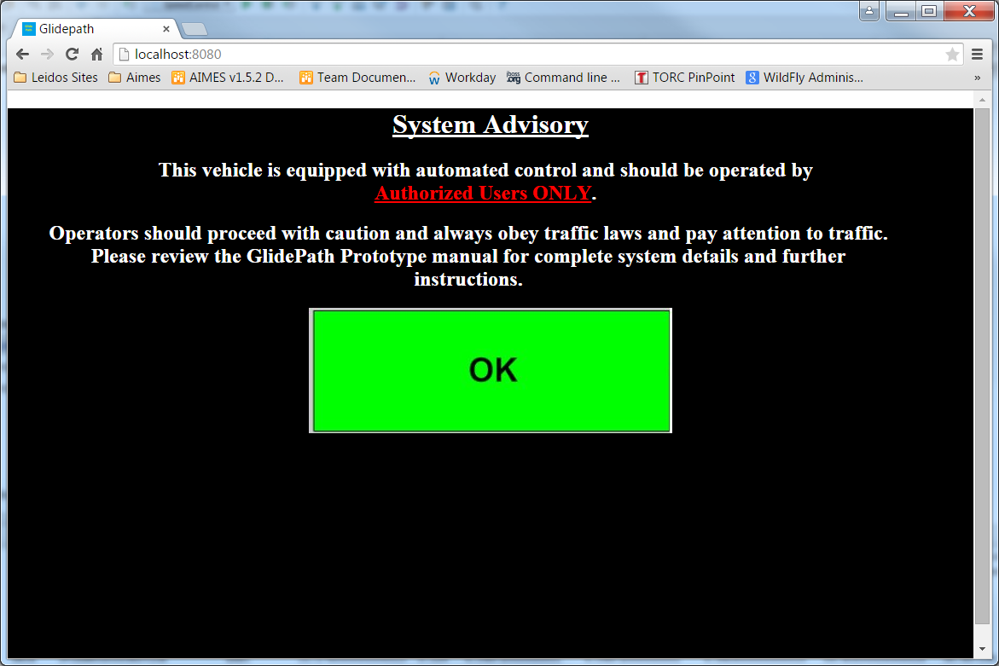 Glidepath
localhost:8080
Leidos Sites Aimes AIMES v1.5.2 D... Team Documen... Workday Command line ... TORC PinPoint WildFly Adminis... »
System Advisory
This vehicle is equipped with automated control and should be operated by
Authorized Users ONLY.
Operators should proceed with caution and always obey traffic laws and pay attention to traffic.
Please review the GlidePath Prototype manual for complete system details and further
instructions.
OK